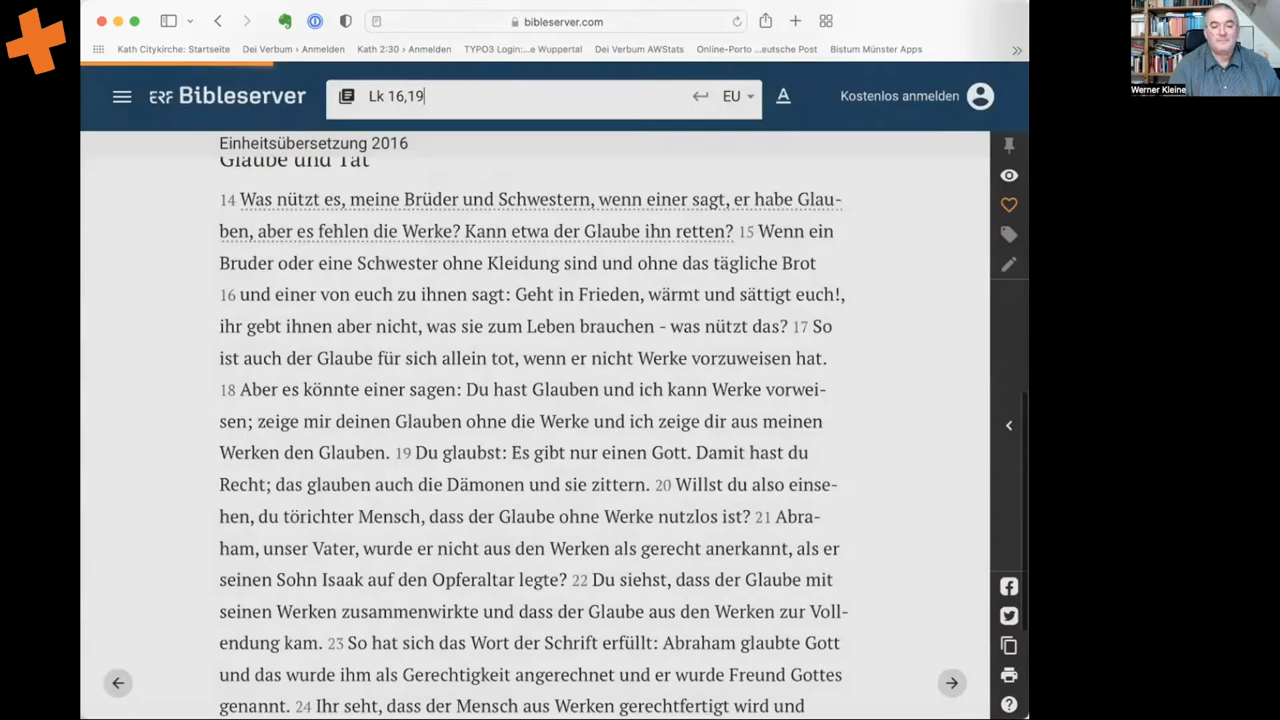 bibleserver.com
Kath Citykirche: Startseite
Dei Verbum › Anmelden
Kath 2:30 › Anmelden
TYPO3 Login:...e Wuppertal
Dei Verbum AWStats
Online-Porto ...eutsche Post
Bistum Münster Apps
ERF Bibleserver
Lk 16,19
EU
Kostenlos anmelden
Werner Kleine
Einheitsübersetzung 2016
Glaube und Tat
14 Was nützt es, meine Brüder und Schwestern, wenn einer sagt, er habe Glau-
ben, aber es fehlen die Werke? Kann etwa der Glaube ihn retten? 15 Wenn ein
Bruder oder eine Schwester ohne Kleidung sind und ohne das tägliche Brot
16 und einer von euch zu ihnen sagt: Geht in Frieden, wärmt und sättigt euch!,
ihr gebt ihnen aber nicht, was sie zum Leben brauchen - was nützt das? 17 So
ist auch der Glaube für sich allein tot, wenn er nicht Werke vorzuweisen hat.
18 Aber es könnte einer sagen: Du hast Glauben und ich kann Werke vorwei-
sen; zeige mir deinen Glauben ohne die Werke und ich zeige dir aus meinen
Werken den Glauben. 19 Du glaubst: Es gibt nur einen Gott. Damit hast du
Recht; das glauben auch die Dämonen und sie zittern. 20 Willst du also einse-
hen, du törichter Mensch, dass der Glaube ohne Werke nutzlos ist? 21 Abra-
ham, unser Vater, wurde er nicht aus den Werken als gerecht anerkannt, als er
seinen Sohn Isaak auf den Opferaltar legte? 22 Du siehst, dass der Glaube mit
seinen Werken zusammenwirkte und dass der Glaube aus den Werken zur Voll-
endung kam. 23 So hat sich das Wort der Schrift erfüllt: Abraham glaubte Gott
und das wurde ihm als Gerechtigkeit angerechnet und er wurde Freund Gottes
genannt. 24 Ihr seht, dass der Mensch aus Werken gerechtfertigt wird und